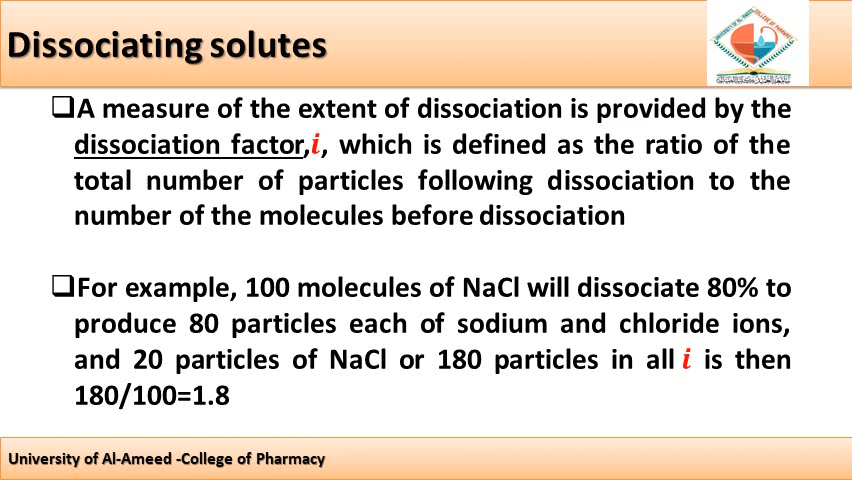 Dissociating solutes
❑A measure of the extent of dissociation is provided by the
dissociation factor,i, which is defined as the ratio of the
total number of particles following dissociation to the
number of the molecules before dissociation
❑For example, 100 molecules of NaCl will dissociate 80% to
produce 80 particles each of sodium and chloride ions,
and 20 particles of NaCl or 180 particles in all i is then
180/100=1.8
University of Al-Ameed -College of Pharmacy